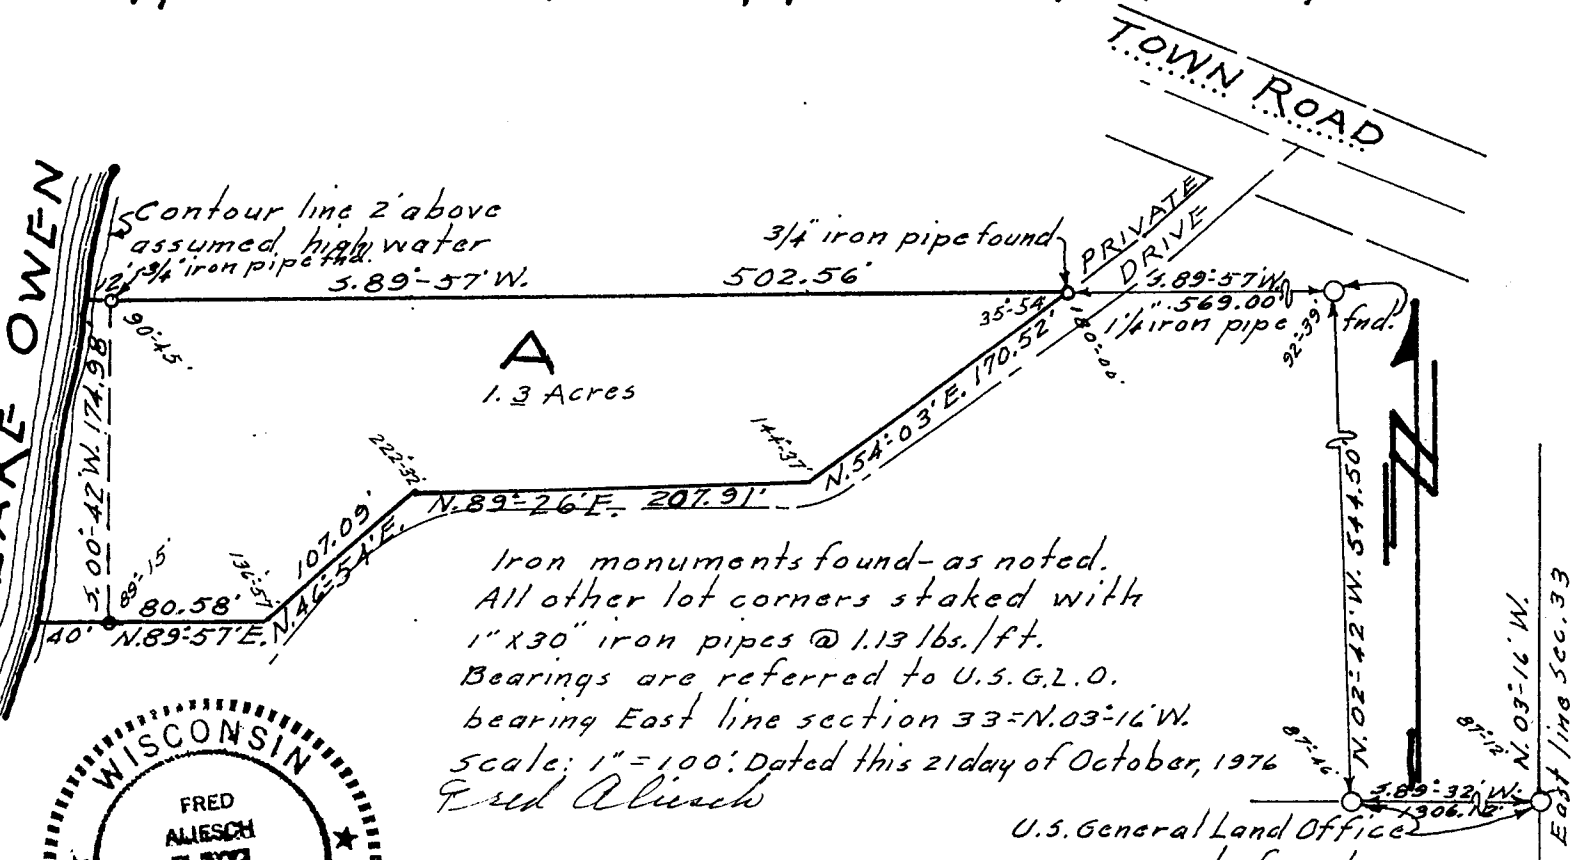 TOWN ROAD
LAKE OWEN
Contour line 2' above
assumed high water
3/4" iron pipe fnd.
12'
S.89°-57'W. 502.56'
3/4" iron pipe found
PRIVATE
DRIVE
S.89°-57'W.
569.00'
1 1/4" iron pipe
fnd.
92°-39'
35°-54'
180°-00'
90°-45'
A
1.3 Acres
S.00°-42'W. 174.98'
N.54°-03'E. 170.52'
144°-37'
222°-32'
N.89°-26'E. 207.91'
107.09'
N.46°-54'E.
136°-57'
89°-15'
80.58'
40' N.89°-57'E.
N.02°-42'W. 544.50'
N.03°-16'W.
East line Sec. 33
87°-46'
87°-12'
S.89°-32'W.
Iron monuments found-as noted.
All other lot corners staked with
1" X 30" iron pipes @ 1.13 lbs./ft.
Bearings are referred to U.S.G.L.O.
bearing East line section 33=N.03°-16'W.
Scale: 1"=100'. Dated this 21 day of October, 1976
Fred Aliesch
U.S. General Land Office
WISCONSIN
FRED
ALIESCH